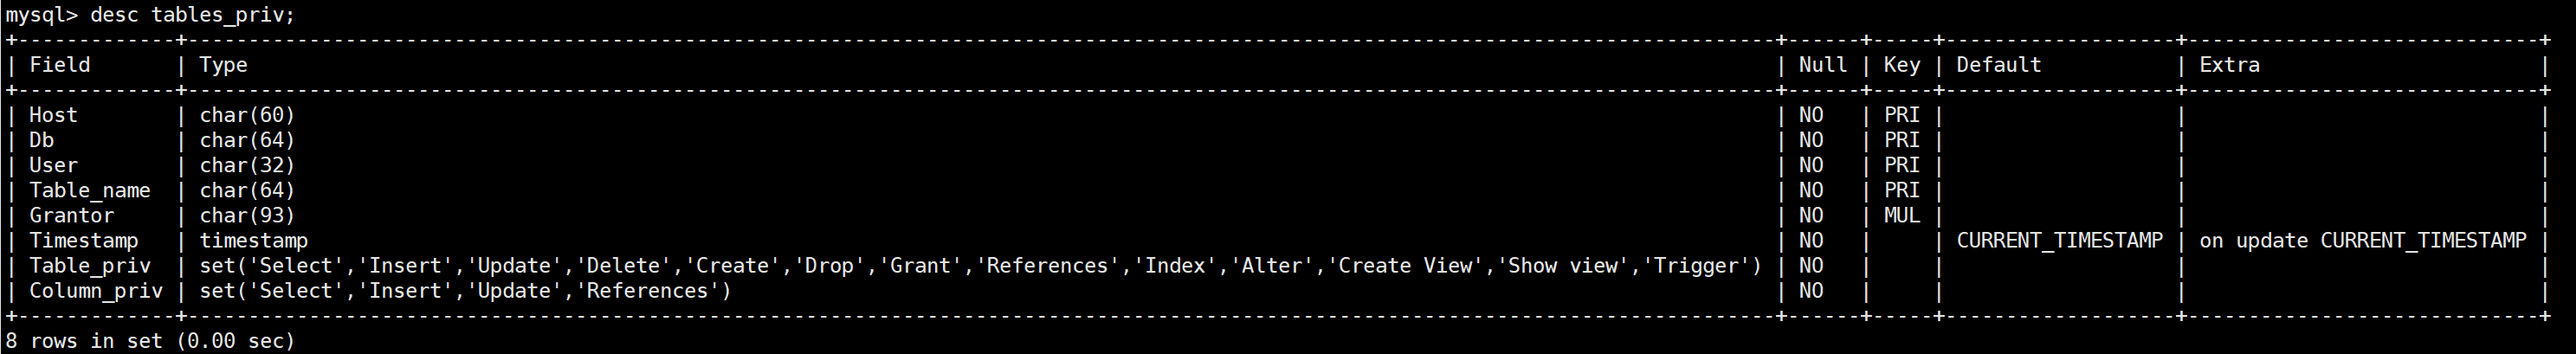 mysql> desc tables_priv;
+-------------+-----------------------------------------------------------------------------------------------------------------------------------+------+-----+-------------------+-----------------------------+
| Field       | Type                                                                                                                              | Null | Key | Default           | Extra                       |
+-------------+-----------------------------------------------------------------------------------------------------------------------------------+------+-----+-------------------+-----------------------------+
| Host        | char(60)                                                                                                                          | NO   | PRI |                   |                             |
| Db          | char(64)                                                                                                                          | NO   | PRI |                   |                             |
| User        | char(32)                                                                                                                          | NO   | PRI |                   |                             |
| Table_name  | char(64)                                                                                                                          | NO   | PRI |                   |                             |
| Grantor     | char(93)                                                                                                                          | NO   | MUL |                   |                             |
| Timestamp   | timestamp                                                                                                                         | NO   |     | CURRENT_TIMESTAMP | on update CURRENT_TIMESTAMP |
| Table_priv  | set('Select','Insert','Update','Delete','Create','Drop','Grant','References','Index','Alter','Create View','Show view','Trigger') | NO   |     |                   |                             |
| Column_priv | set('Select','Insert','Update','References')                                                                                      | NO   |     |                   |                             |
+-------------+-----------------------------------------------------------------------------------------------------------------------------------+------+-----+-------------------+-----------------------------+
8 rows in set (0.00 sec)